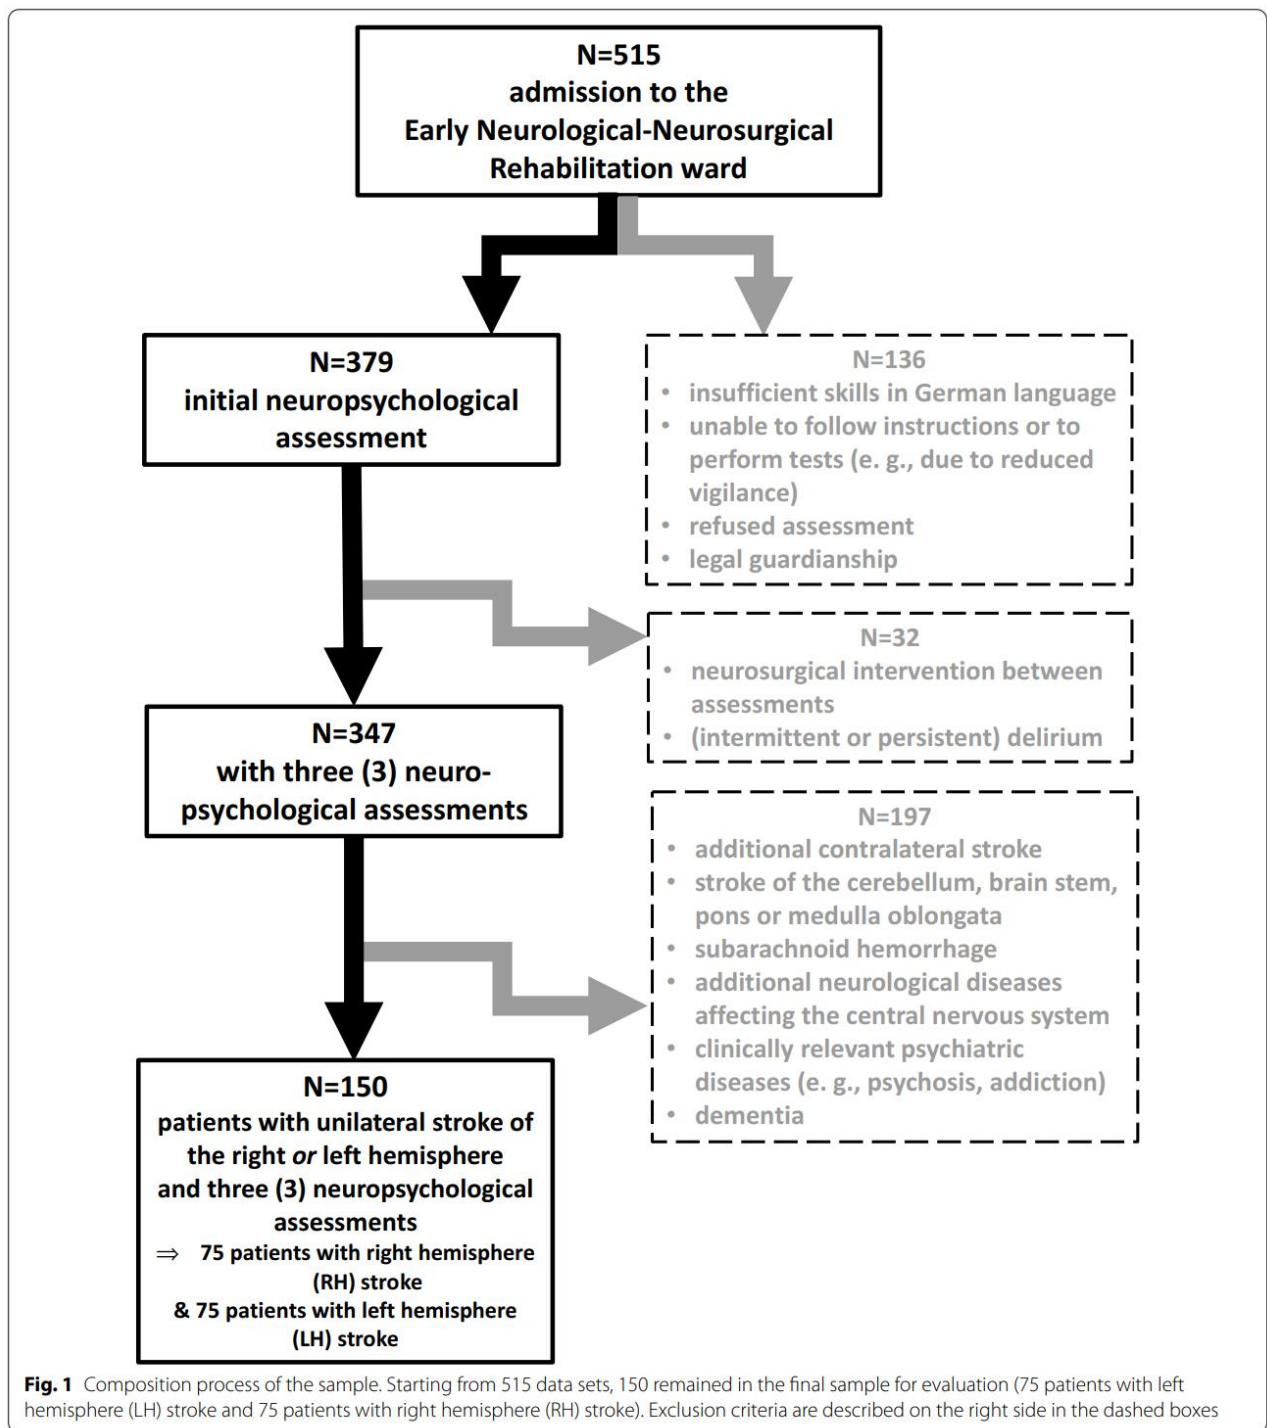 N=515
admission to the
Early Neurological-Neurosurgical
Rehabilitation ward
N=379
initial neuropsychological
assessment
N=136
• insufficient skills in German language
• unable to follow instructions or to
perform tests (e. g., due to reduced
vigilance)
• refused assessment
• legal guardianship
N=32
• neurosurgical intervention between
assessments
• (intermittent or persistent) delirium
N=347
with three (3) neuro-
psychological assessments
N=197
• additional contralateral stroke
• stroke of the cerebellum, brain stem,
pons or medulla oblongata
• subarachnoid hemorrhage
• additional neurological diseases
affecting the central nervous system
• clinically relevant psychiatric
diseases (e. g., psychosis, addiction)
• dementia
N=150
patients with unilateral stroke of
the right or left hemisphere
and three (3) neuropsychological
assessments
⇒ 75 patients with right hemisphere
(RH) stroke
& 75 patients with left hemisphere
(LH) stroke
Fig. 1 Composition process of the sample. Starting from 515 data sets, 150 remained in the final sample for evaluation (75 patients with left
hemisphere (LH) stroke and 75 patients with right hemisphere (RH) stroke). Exclusion criteria are described on the right side in the dashed boxes